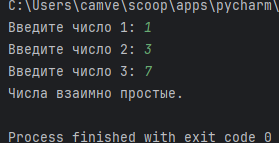 C:\Users\camve\scoop\apps\pycharm\
Введите число 1: 1
Введите число 2: 3
Введите число 3: 7
Числа взаимно простые.
Process finished with exit code 0